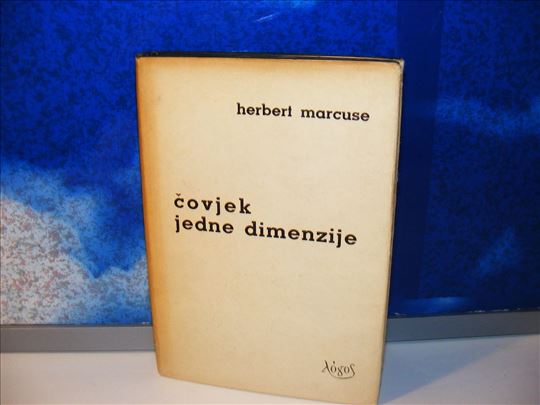 herbert marcuse
čovjek
jedne dimenzije
λόγος